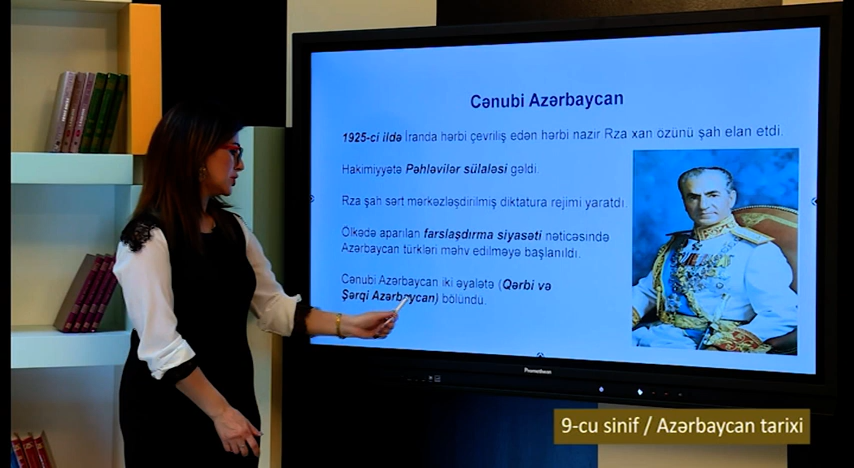 Cənubi Azərbaycan
1925-ci ildə İranda hərbi çevriliş edən hərbi nazir Rza xan özünü şah elan etdi.
Hakimiyyətə Pəhləvilər sülaləsi gəldi.
Rza şah sərt mərkəzləşdirilmiş diktatura rejimi yaratdı.
Ölkədə aparılan farslaşdırma siyasəti nəticəsində
Azərbaycan türkləri məhv edilməyə başlanıldı.
Cənubi Azərbaycan iki əyalətə (Qərbi və
Şərqi Azərbaycan) bölündü.
Promethean
9-cu sinif / Azərbaycan tarixi